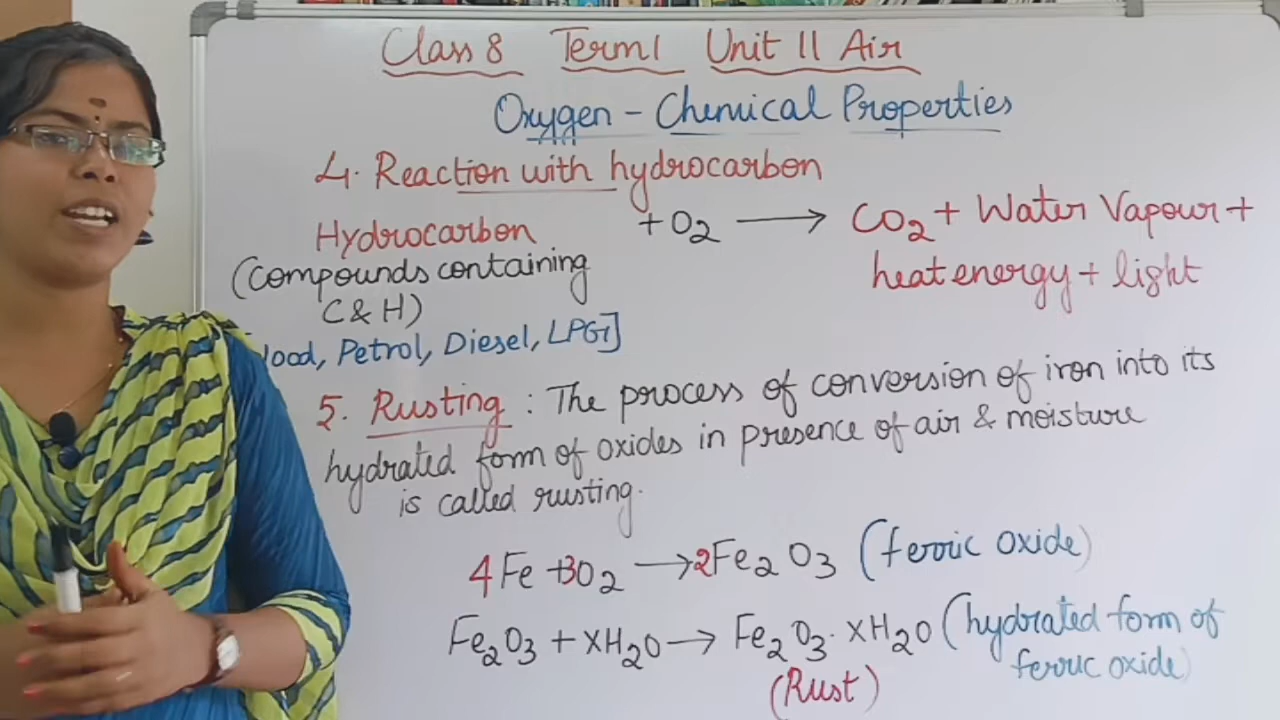 Class 8 Term 1 Unit 11 Air
Oxygen - Chemical Properties
4. Reaction with hydrocarbon
Hydrocarbon + O₂ ⟶ CO₂ + Water Vapour +
(Compounds containing heat energy + light
C & H)
Petrol, Diesel, LPG]
5. Rusting : The process of conversion of iron into its
hydrated form of oxides in presence of air & moisture
is called rusting.
4Fe + 3O₂ → 2Fe₂O₃ (ferric oxide)
Fe₂O₃ + xH₂O → Fe₂O₃. xH₂O (hydrated form of
(Rust) ferric oxide)